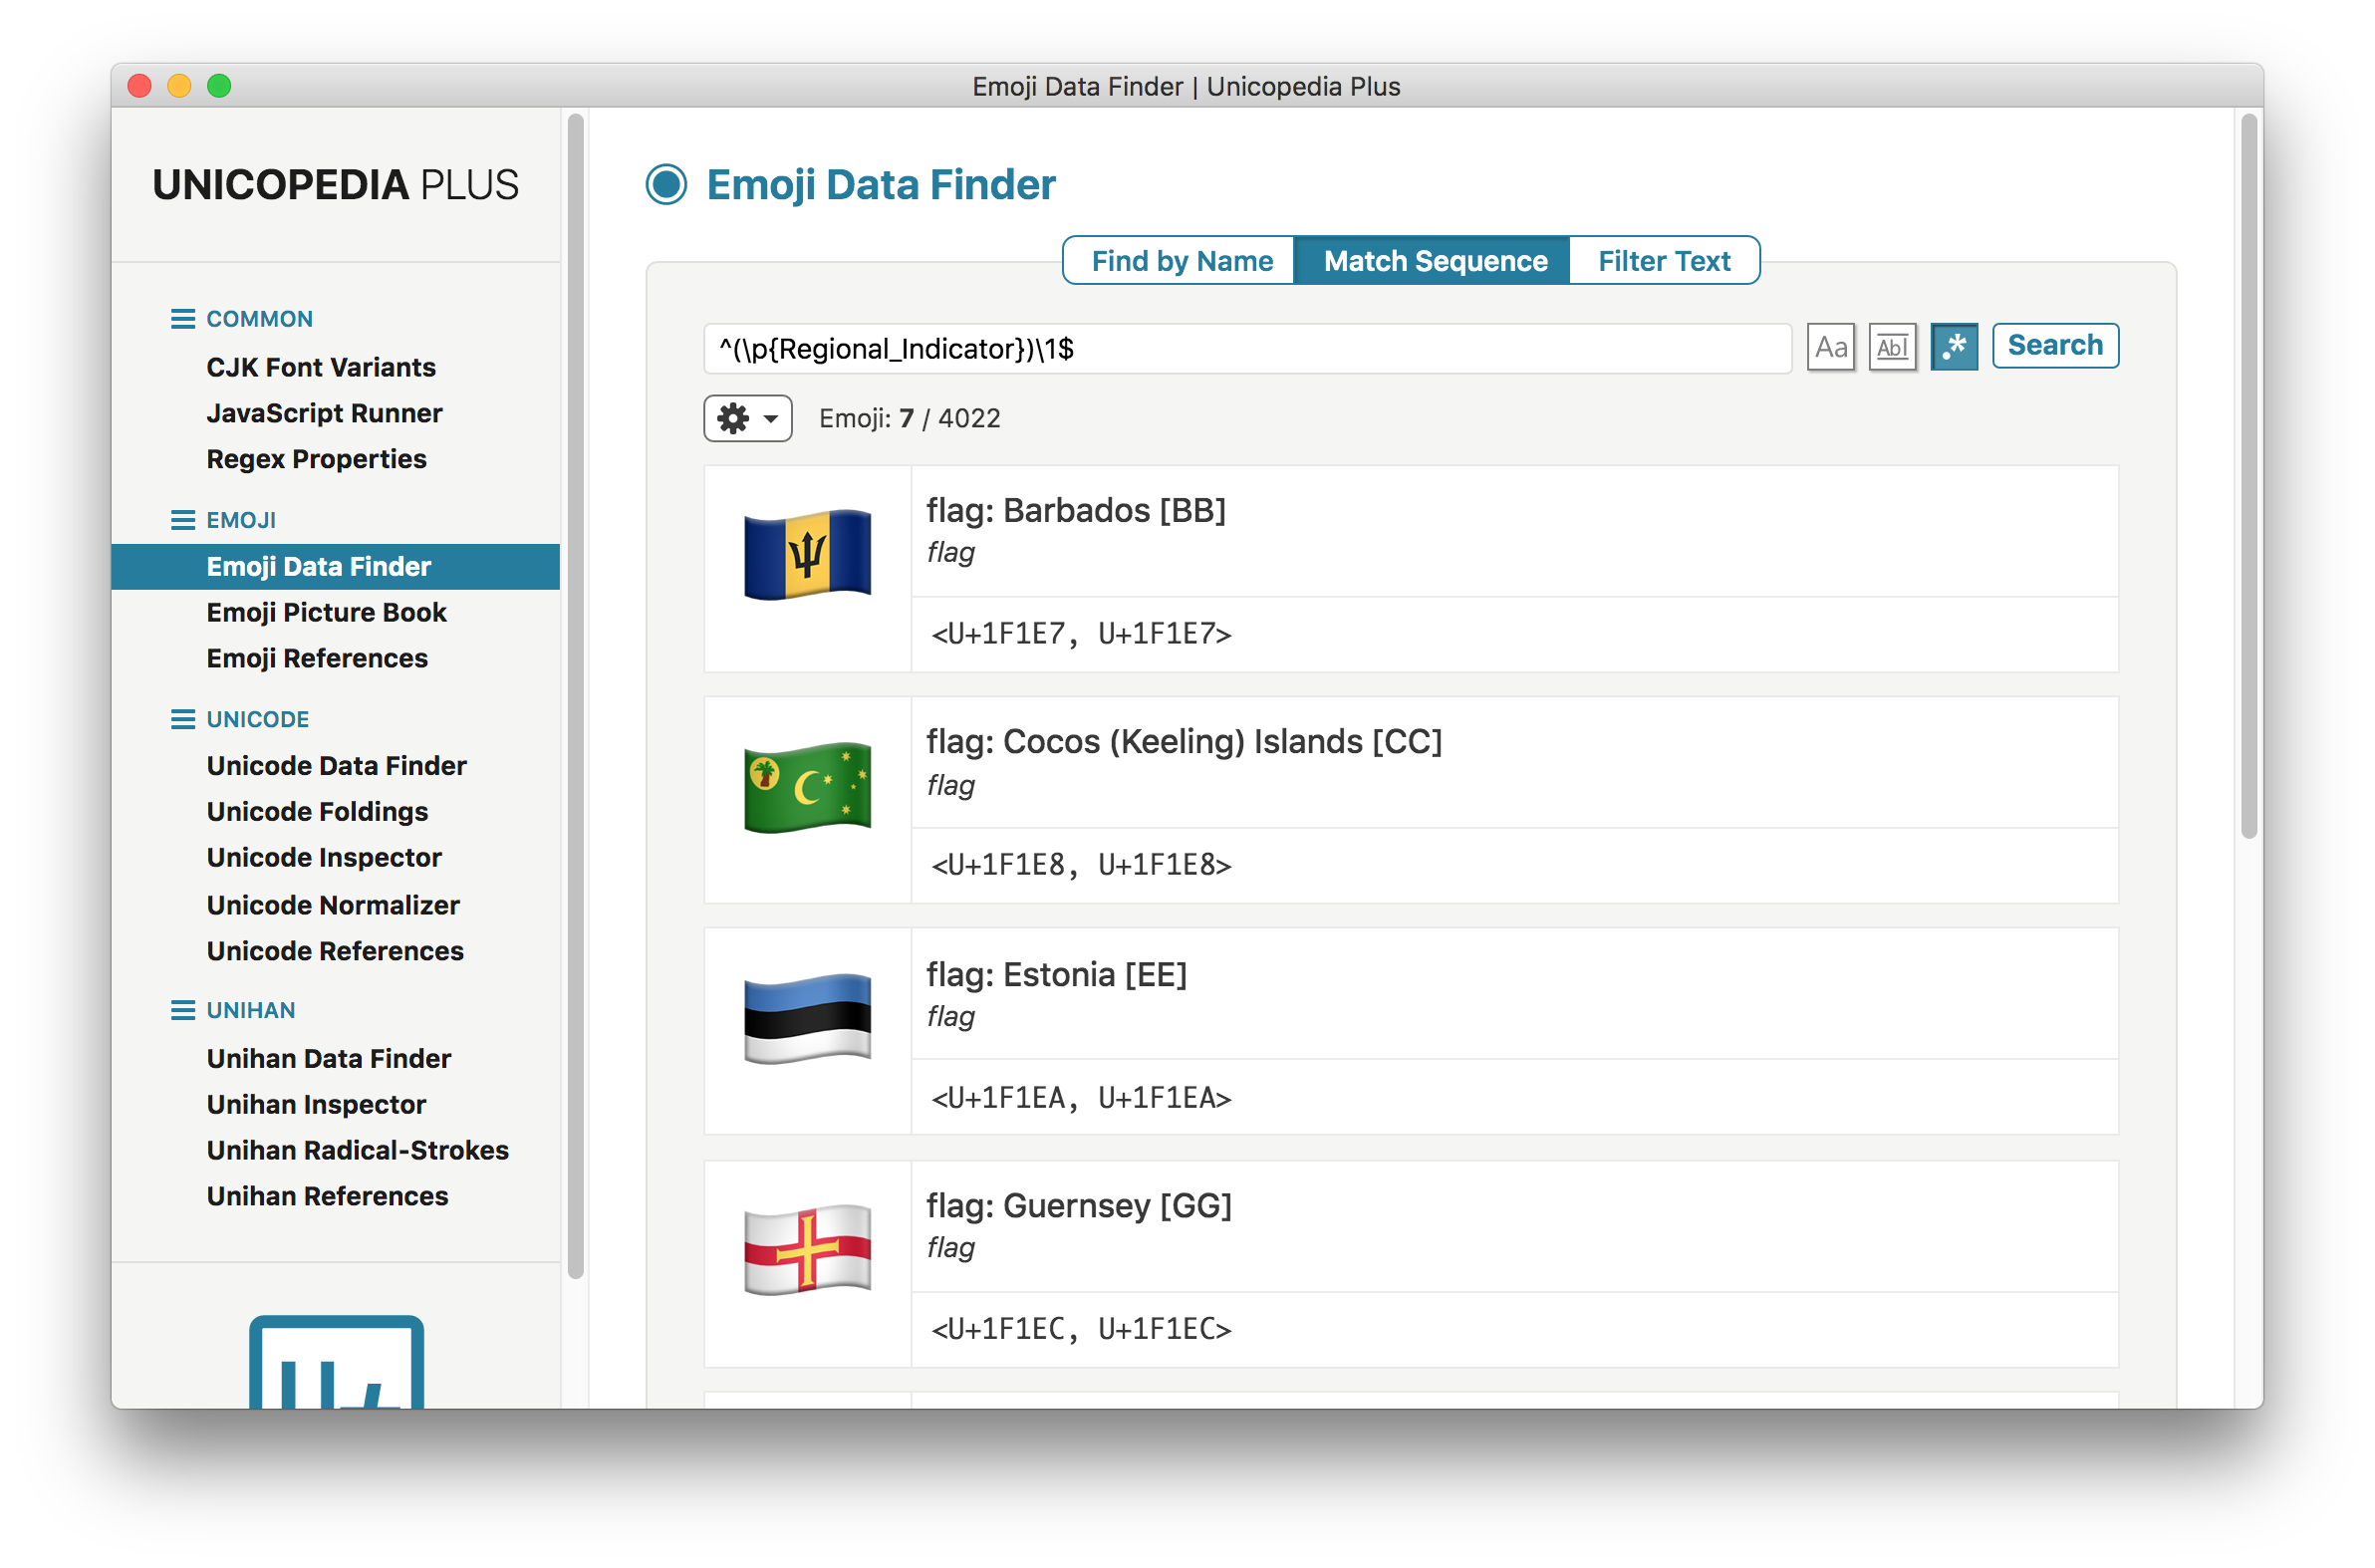 Emoji Data Finder | Unicopedia Plus
UNICOPEDIA PLUS
COMMON
CJK Font Variants
JavaScript Runner
Regex Properties
EMOJI
Emoji Data Finder
Emoji Picture Book
Emoji References
UNICODE
Unicode Data Finder
Unicode Foldings
Unicode Inspector
Unicode Normalizer
Unicode References
UNIHAN
Unihan Data Finder
Unihan Inspector
Unihan Radical-Strokes
Unihan References
U+
Emoji Data Finder
Find by Name Match Sequence Filter Text
^(\p{Regional_Indicator})\1$ Aa Abl .* Search
Emoji: 7 / 4022
flag: Barbados [BB]
flag
<U+1F1E7, U+1F1E7>
flag: Cocos (Keeling) Islands [CC]
flag
<U+1F1E8, U+1F1E8>
flag: Estonia [EE]
flag
<U+1F1EA, U+1F1EA>
flag: Guernsey [GG]
flag
<U+1F1EC, U+1F1EC>